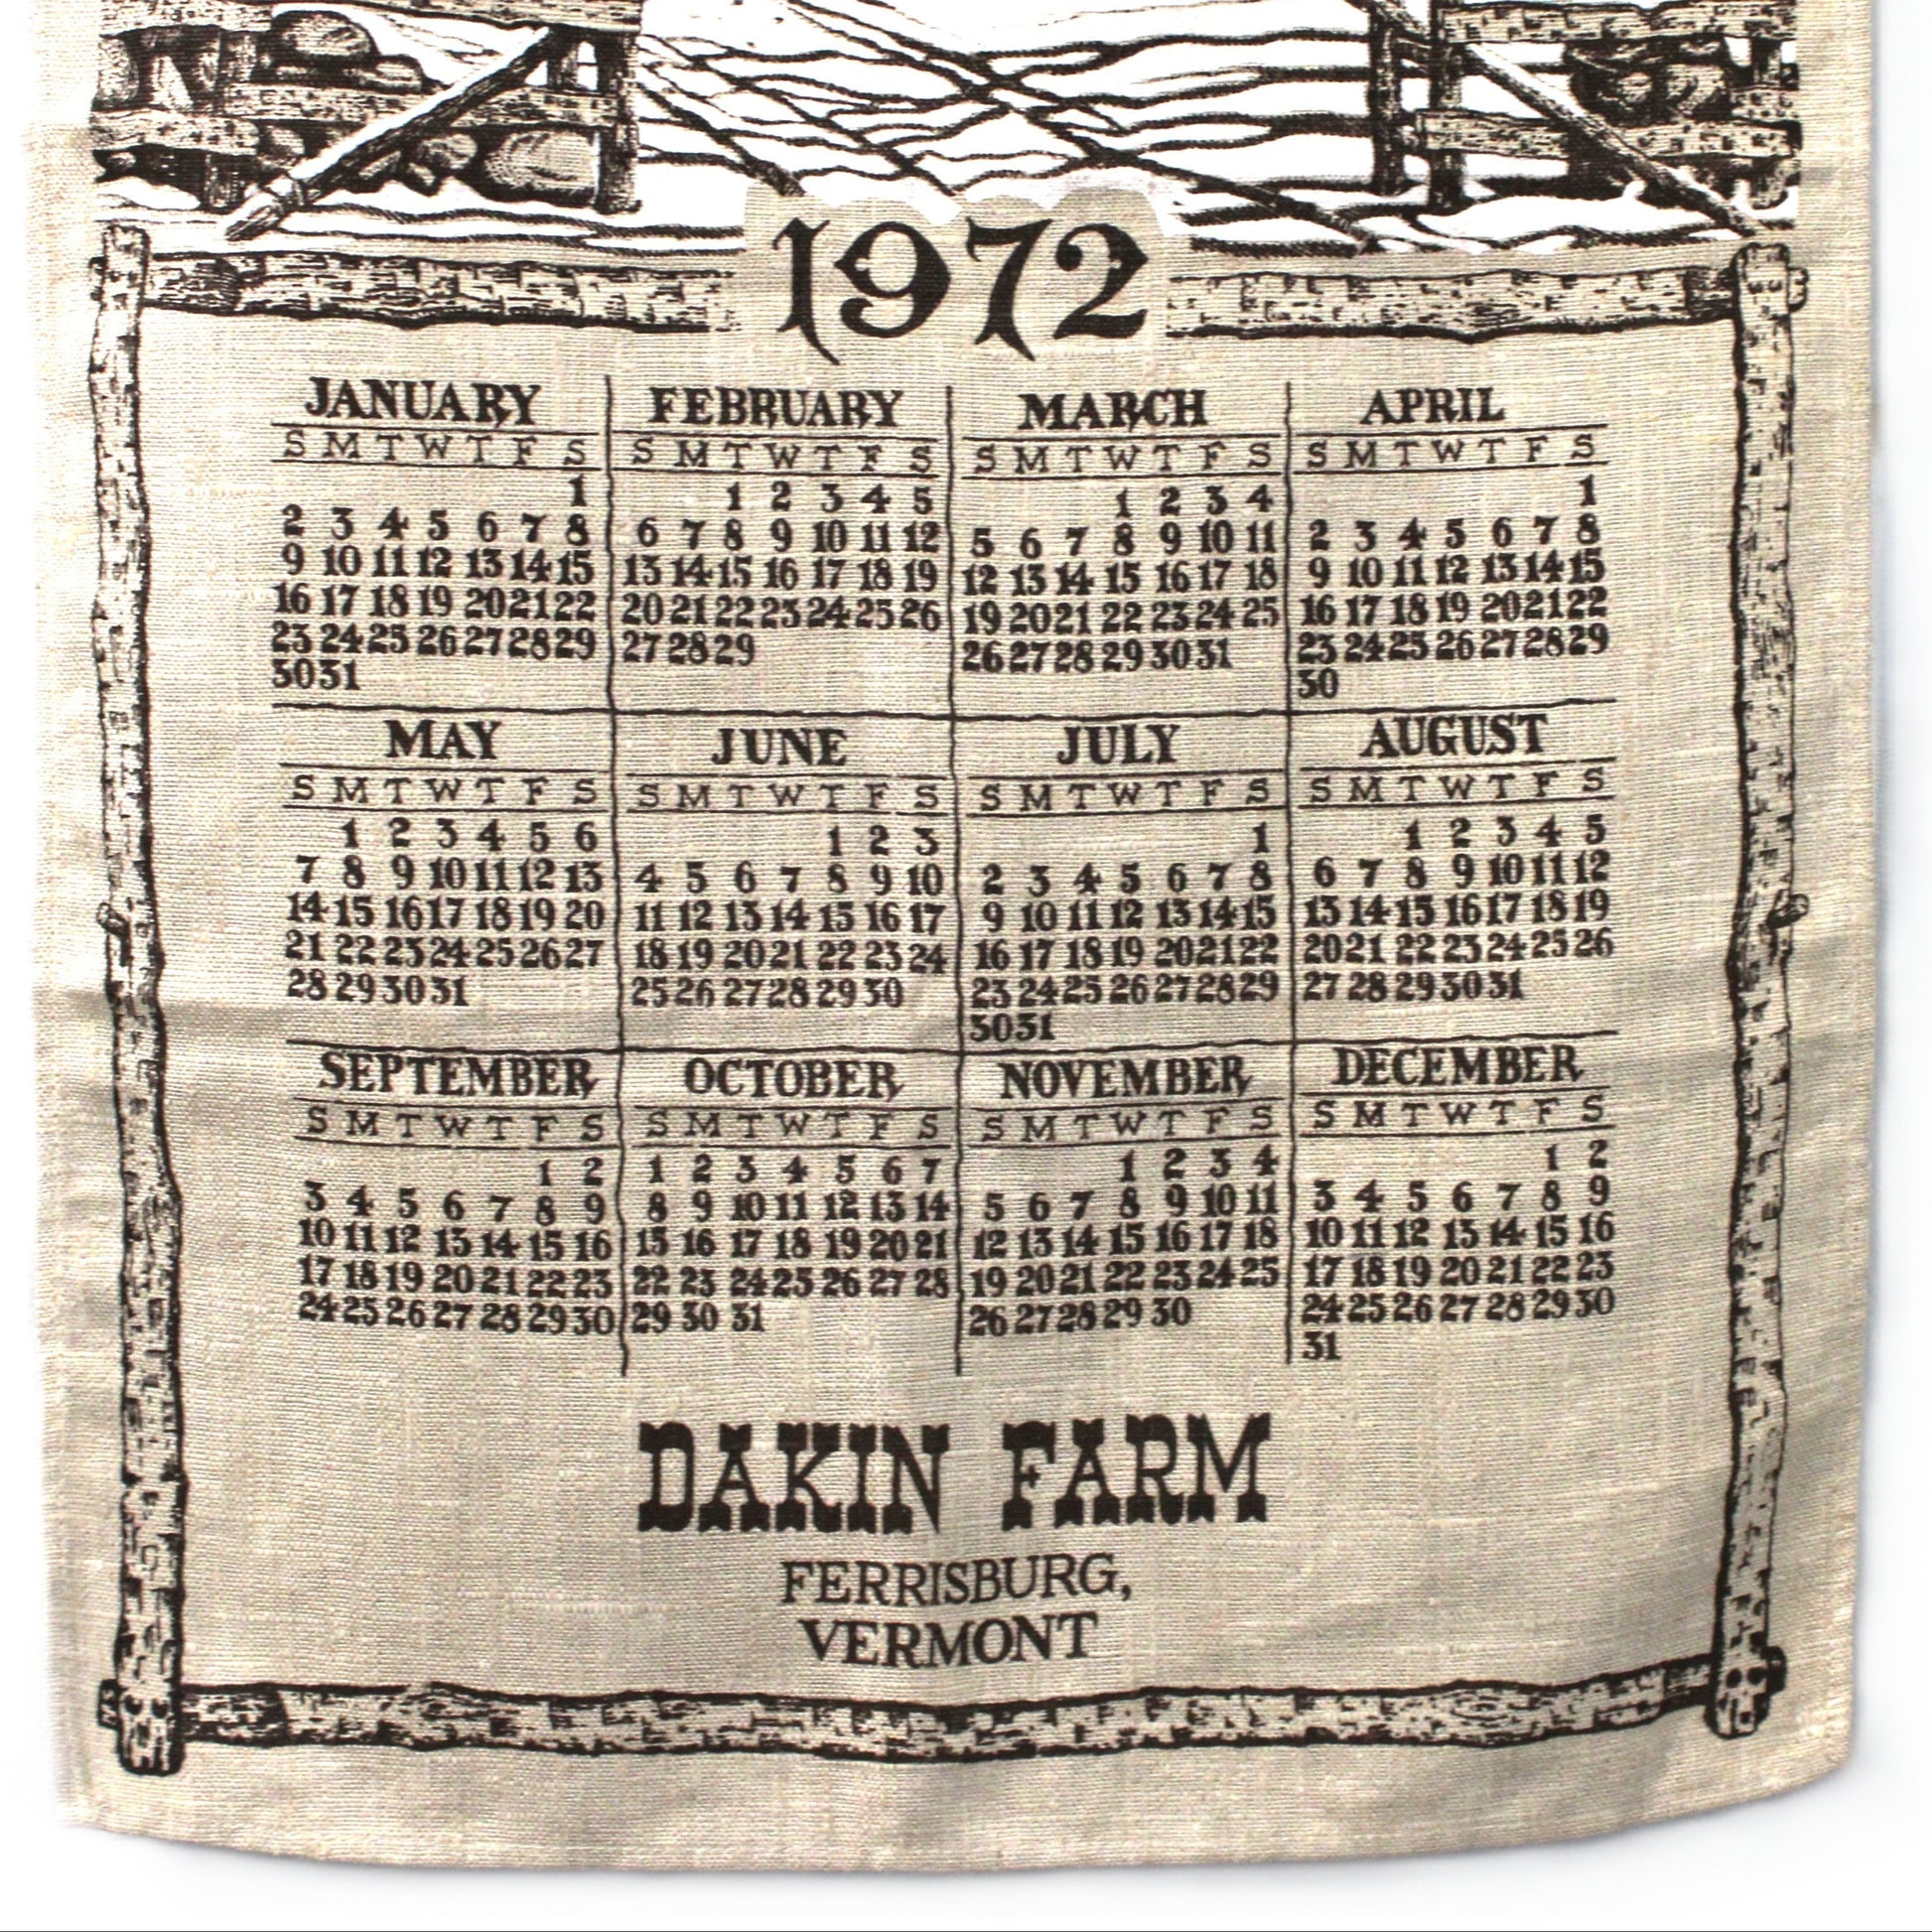 1972
JANUARY
S M T W T F S
1
2 3 4 5 6 7 8
9 10 11 12 13 14 15
16 17 18 19 20 21 22
23 24 25 26 27 28 29
30 31
FEBRUARY
S M T W T F S
1 2 3 4 5
6 7 8 9 10 11 12
13 14 15 16 17 18 19
20 21 22 23 24 25 26
27 28 29
MARCH
S M T W T F S
1 2 3 4
5 6 7 8 9 10 11
12 13 14 15 16 17 18
19 20 21 22 23 24 25
26 27 28 29 30 31
APRIL
S M T W T F S
1
2 3 4 5 6 7 8
9 10 11 12 13 14 15
16 17 18 19 20 21 22
23 24 25 26 27 28 29
30
MAY
S M T W T F S
1 2 3 4 5 6
7 8 9 10 11 12 13
14 15 16 17 18 19 20
21 22 23 24 25 26 27
28 29 30 31
JUNE
S M T W T F S
1 2 3
4 5 6 7 8 9 10
11 12 13 14 15 16 17
18 19 20 21 22 23 24
25 26 27 28 29 30
JULY
S M T W T F S
1
2 3 4 5 6 7 8
9 10 11 12 13 14 15
16 17 18 19 20 21 22
23 24 25 26 27 28 29
30 31
AUGUST
S M T W T F S
1 2 3 4 5
6 7 8 9 10 11 12
13 14 15 16 17 18 19
20 21 22 23 24 25 26
27 28 29 30 31
SEPTEMBER
S M T W T F S
1 2
3 4 5 6 7 8 9
10 11 12 13 14 15 16
17 18 19 20 21 22 23
24 25 26 27 28 29 30
OCTOBER
S M T W T F S
1 2 3 4 5 6 7
8 9 10 11 12 13 14
15 16 17 18 19 20 21
22 23 24 25 26 27 28
29 30 31
NOVEMBER
S M T W T F S
1 2 3 4
5 6 7 8 9 10 11
12 13 14 15 16 17 18
19 20 21 22 23 24 25
26 27 28 29 30
DECEMBER
S M T W T F S
1 2
3 4 5 6 7 8 9
10 11 12 13 14 15 16
17 18 19 20 21 22 23
24 25 26 27 28 29 30
31
DAKIN FARM
FERRISBURG,
VERMONT